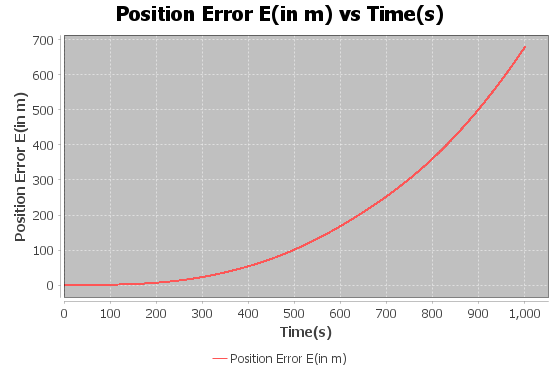 Position Error E(in m) vs Time(s)
700
600
500
400
300
200
100
0
Position Error E(in m)
0 100 200 300 400 500 600 700 800 900 1,000
Time(s)
Position Error E(in m)